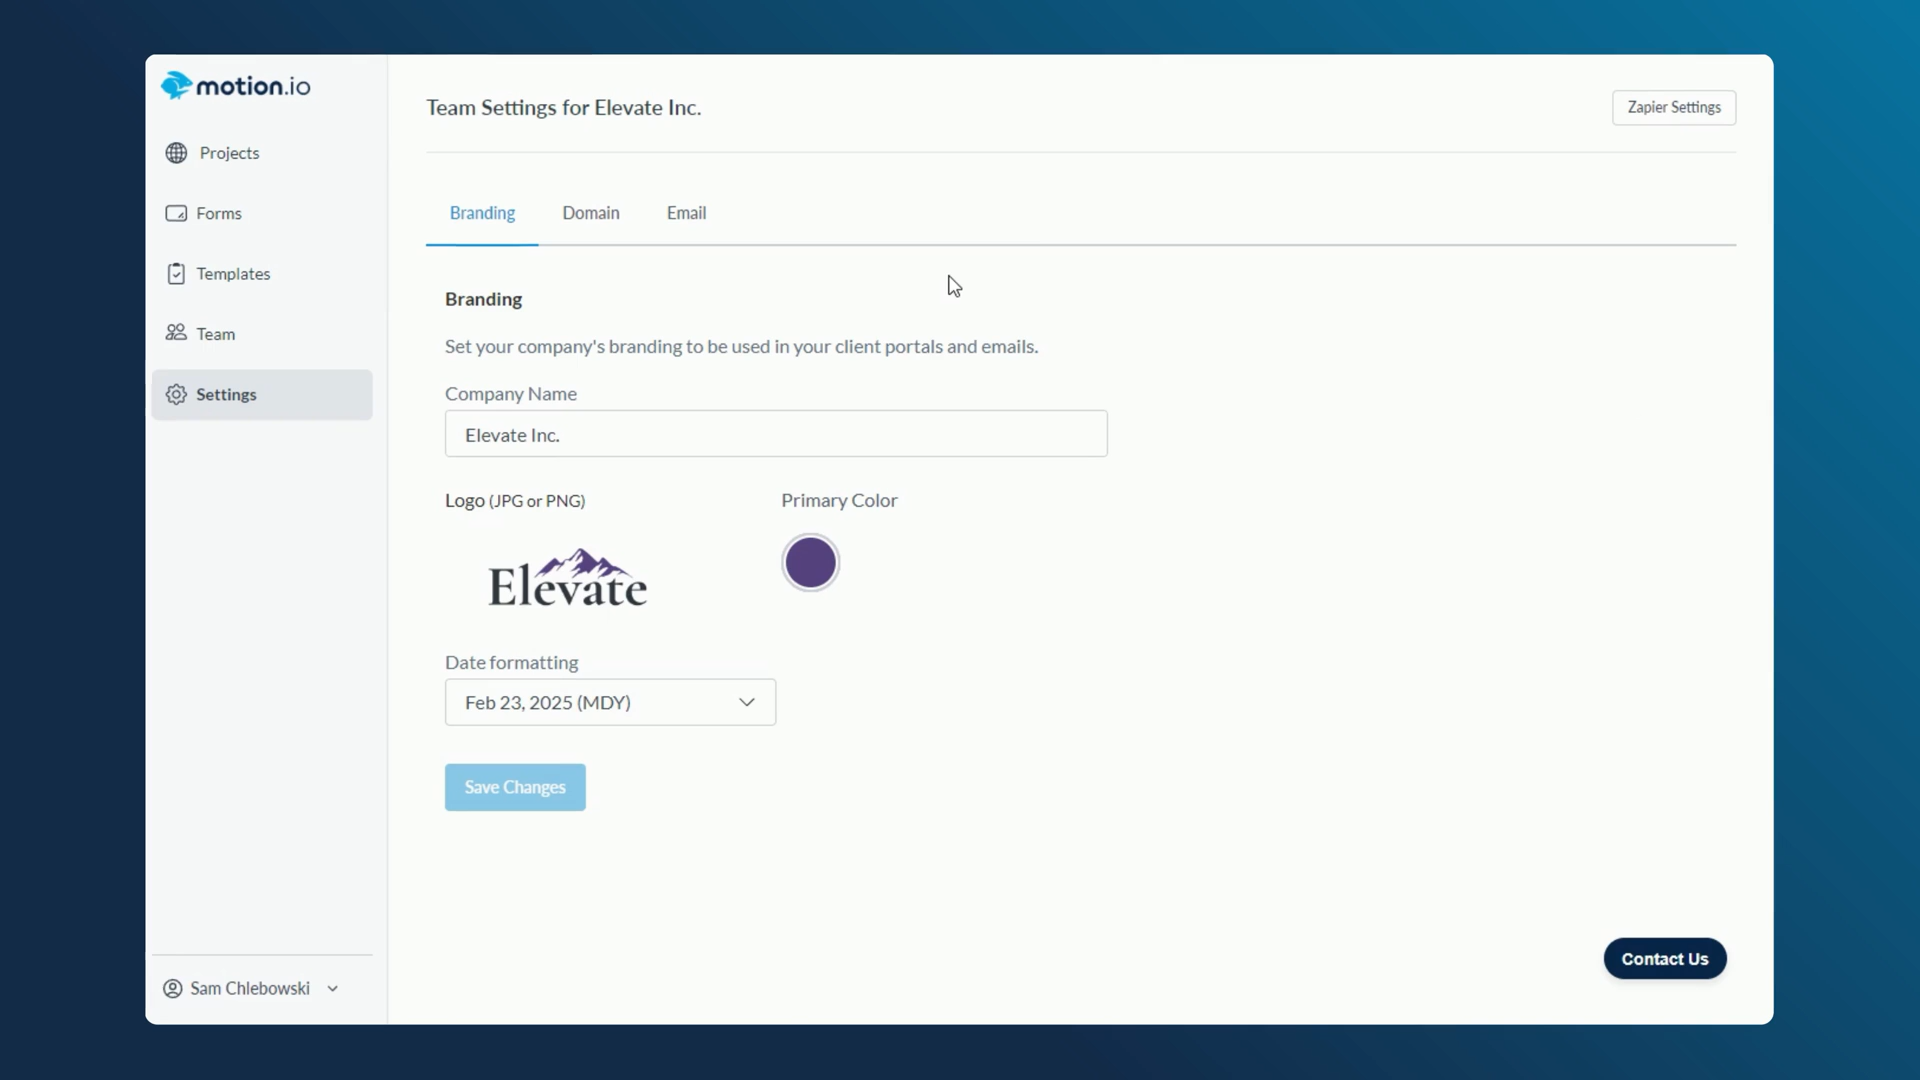 motion.io
Projects
Forms
Templates
Team
Settings
Sam Chlebowski
Team Settings for Elevate Inc.
Zapier Settings
Branding Domain Email
Branding
Set your company's branding to be used in your client portals and emails.
Company Name
Elevate Inc.
Logo (JPG or PNG) Primary Color
Elevate
Date formatting
Feb 23, 2025 (MDY)
Save Changes
Contact Us